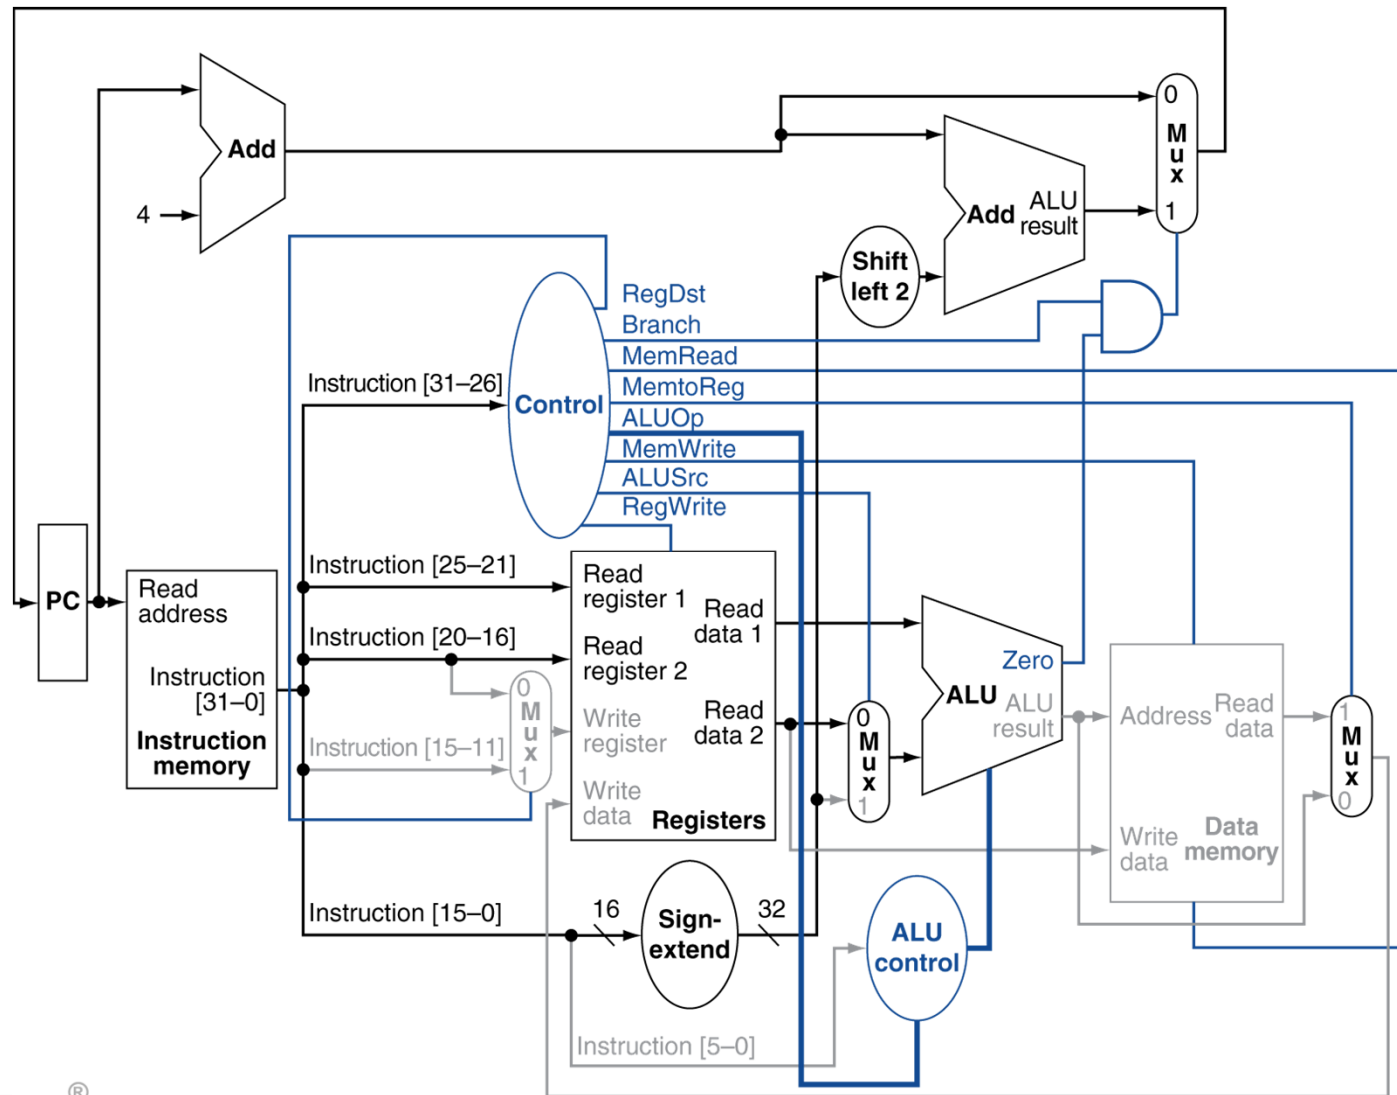 0
M
u
x
1
Add
4
Add
ALU
result
Shift
left 2
RegDst
Branch
MemRead
MemtoReg
ALUOp
MemWrite
ALUSrc
RegWrite
Instruction [31–26]
Control
PC
Read
address
Instruction
[31–0]
Instruction
memory
Instruction [25–21]
Instruction [20–16]
Instruction [15–11]
0
M
u
x
1
Read
register 1
Read
register 2
Write
register
Write
data
Read
data 1
Read
data 2
Registers
0
M
u
x
1
Zero
ALU
ALU
result
Address
Read
data
Write
data
Data
memory
1
M
u
x
0
Instruction [15–0]
16
Sign-
extend
32
ALU
control
Instruction [5–0]
®